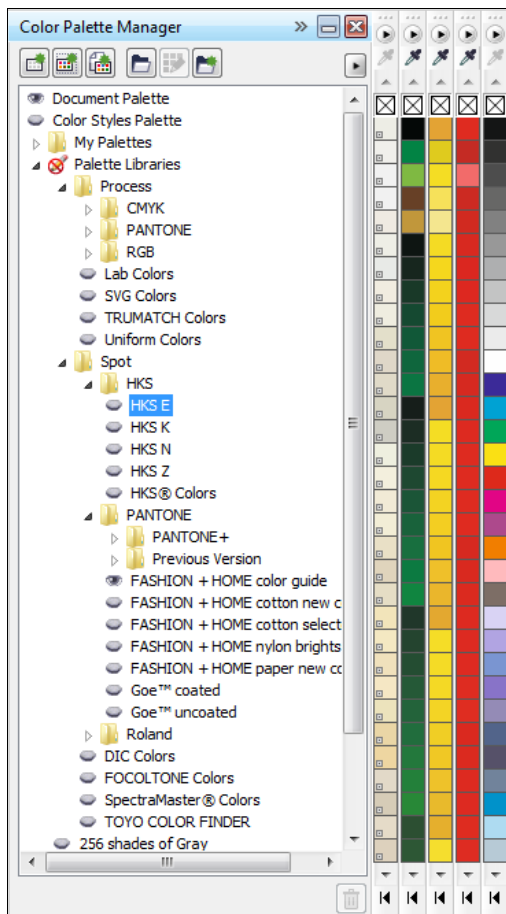 Color Palette Manager
Document Palette
Color Styles Palette
My Palettes
Palette Libraries
Process
CMYK
PANTONE
RGB
Lab Colors
SVG Colors
TRUMATCH Colors
Uniform Colors
Spot
HKS
HKS E
HKS K
HKS N
HKS Z
HKS® Colors
PANTONE
PANTONE+
Previous Version
FASHION + HOME color guide
FASHION + HOME cotton new c
FASHION + HOME cotton select
FASHION + HOME nylon brights
FASHION + HOME paper new co
Goe™ coated
Goe™ uncoated
Roland
DIC Colors
FOCOLTONE Colors
SpectraMaster® Colors
TOYO COLOR FINDER
256 shades of Gray